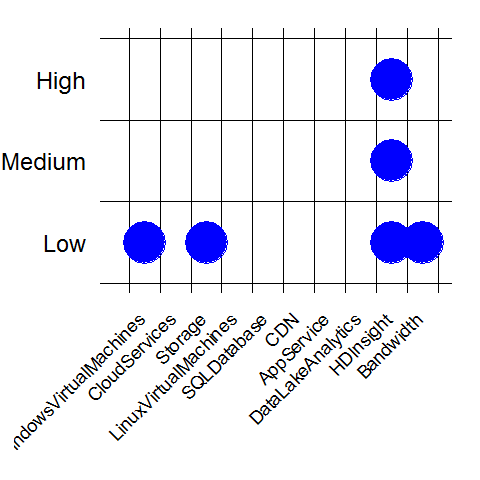 High
Medium
Low
ndowsVirtualMachines
CloudServices
Storage
LinuxVirtualMachines
SQLDatabase
CDN
AppService
DataLakeAnalytics
HDInsight
Bandwidth